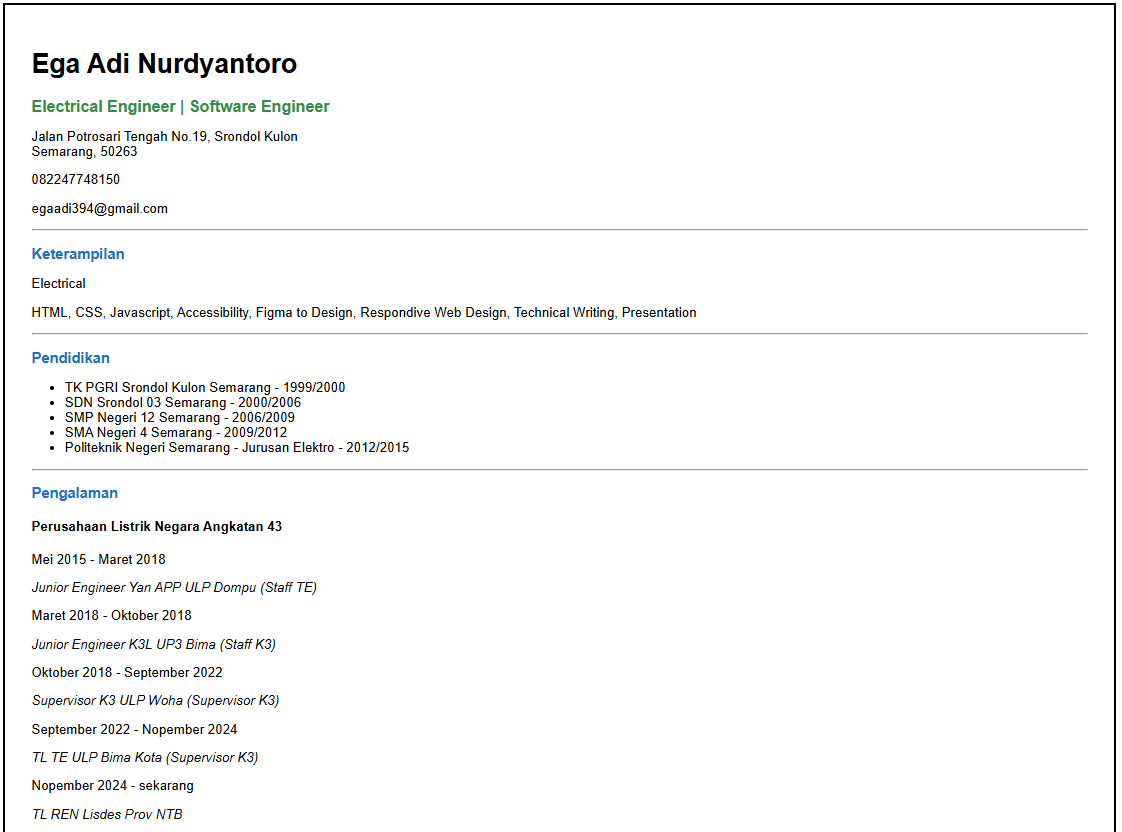 Ega Adi Nurdyantoro
Electrical Engineer | Software Engineer
Jalan Potrosari Tengah No.19, Srondol Kulon
Semarang, 50263
082247748150
egaadi394@gmail.com
Keterampilan
Electrical
HTML, CSS, Javascript, Accessibility, Figma to Design, Respondive Web Design, Technical Writing, Presentation
Pendidikan
TK PGRI Srondol Kulon Semarang - 1999/2000
SDN Srondol 03 Semarang - 2000/2006
SMP Negeri 12 Semarang - 2006/2009
SMA Negeri 4 Semarang - 2009/2012
Politeknik Negeri Semarang - Jurusan Elektro - 2012/2015
Pengalaman
Perusahaan Listrik Negara Angkatan 43
Mei 2015 - Maret 2018
Junior Engineer Yan APP ULP Dompu (Staff TE)
Maret 2018 - Oktober 2018
Junior Engineer K3L UP3 Bima (Staff K3)
Oktober 2018 - September 2022
Supervisor K3 ULP Woha (Supervisor K3)
September 2022 - Nopember 2024
TL TE ULP Bima Kota (Supervisor K3)
Nopember 2024 - sekarang
TL REN Lisdes Prov NTB